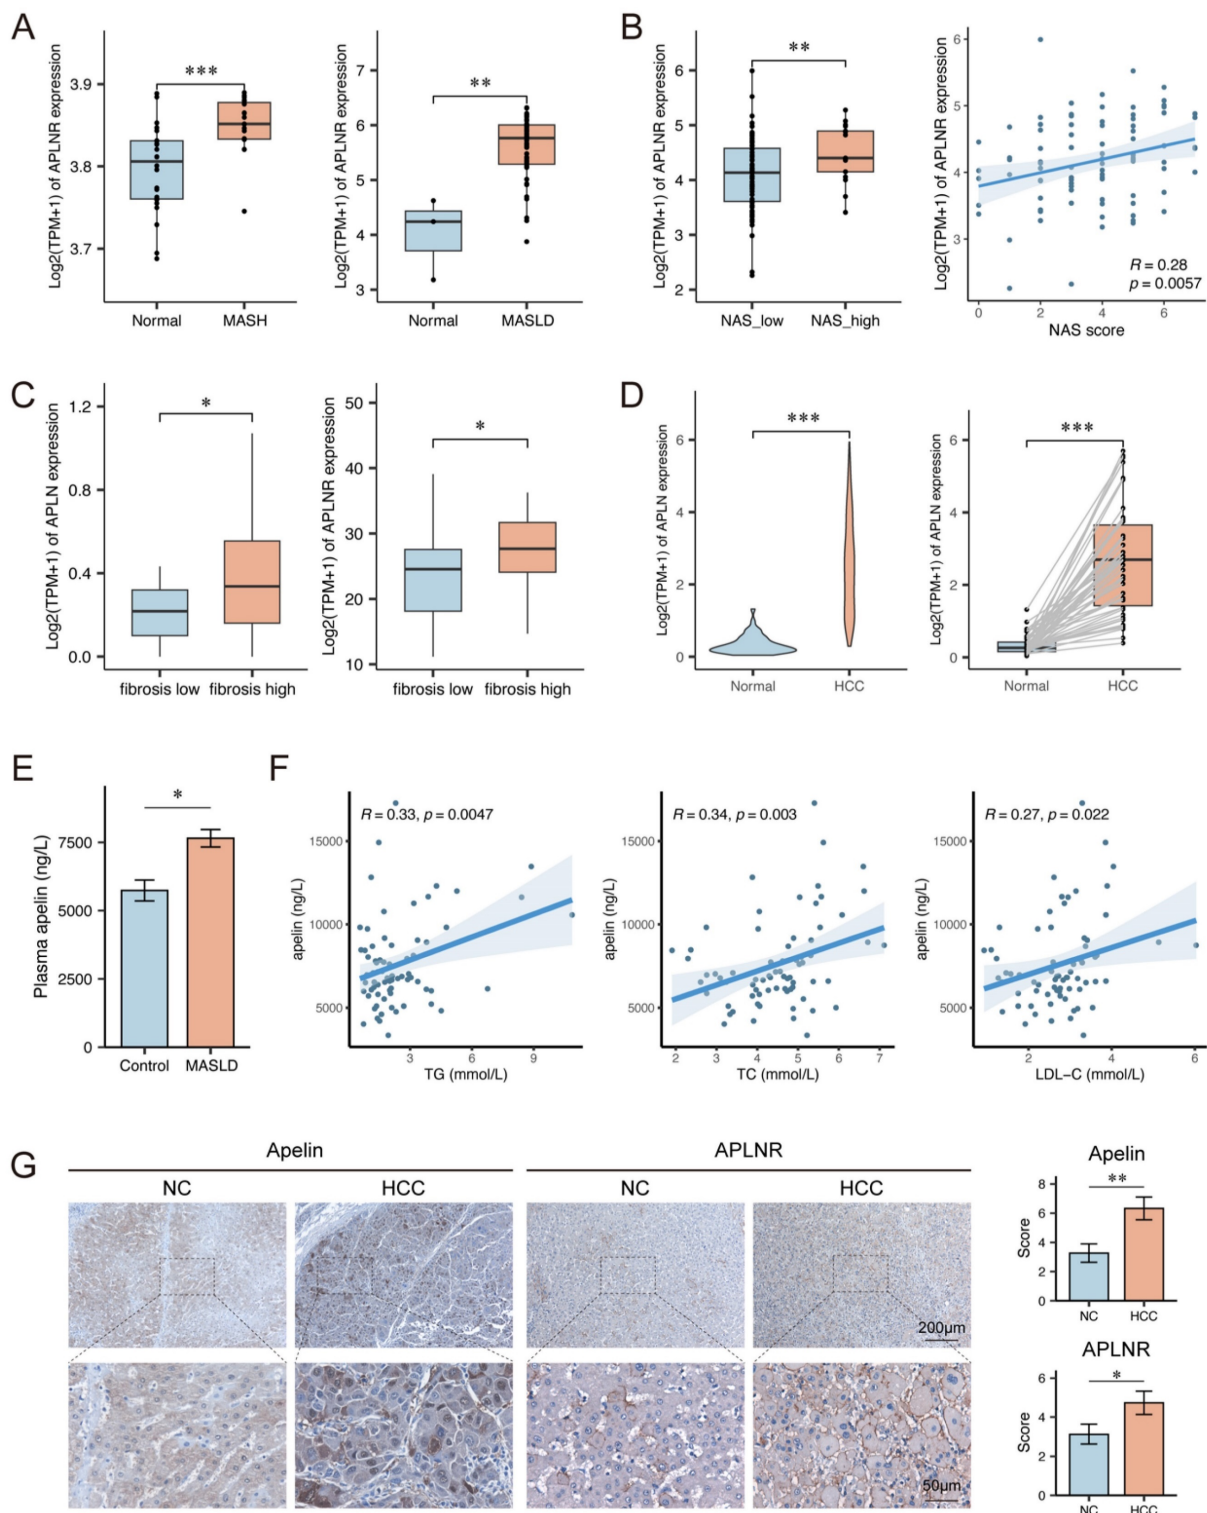 A
Log2(TPM+1) of APLNR expression
3.9
3.8
3.7
***
Normal
MASH
Log2(TPM+1) of APLNR expression
7
6
5
4
3
**
Normal
MASLD
B
Log2(TPM+1) of APLNR expression
6
5
4
3
2
**
NAS_low
NAS_high
Log2(TPM+1) of APLNR expression
6
5
4
3
R = 0.28
p = 0.0057
0
2
4
6
NAS score
C
Log2(TPM+1) of APLN expression
1.2
0.8
0.4
0.0
*
fibrosis low
fibrosis high
Log2(TPM+1) of APLNR expression
50
40
30
20
10
*
fibrosis low
fibrosis high
D
Log2(TPM+1) of APLN expression
6
4
2
0
***
Normal
HCC
Log2(TPM+1) of APLN expression
6
4
2
0
***
Normal
HCC
E
Plasma apelin (ng/L)
7500
5000
2500
0
*
Control
MASLD
F
apelin (ng/L)
15000
10000
5000
R = 0.33, p = 0.0047
3
6
9
TG (mmol/L)
apelin (ng/L)
15000
10000
5000
R = 0.34, p = 0.003
2
3
4
5
6
7
TC (mmol/L)
apelin (ng/L)
15000
10000
5000
R = 0.27, p = 0.022
2
4
6
LDL−C (mmol/L)
G
Apelin
APLNR
NC
HCC
NC
HCC
200μm
50μm
Apelin
**
Score
8
6
4
2
0
NC
HCC
APLNR
*
Score
6
4
2
0
NC
HCC